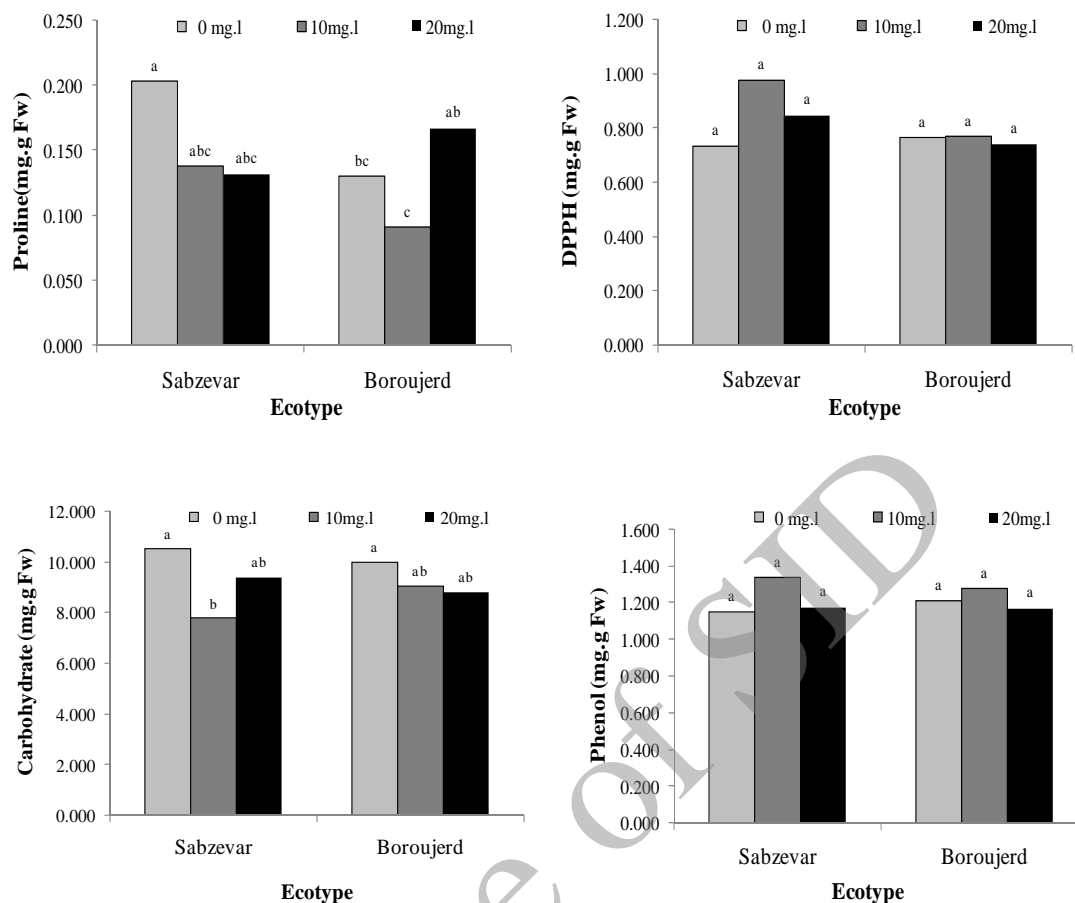 0 mg.l 10mg.l 20mg.l
Proline(mg.g Fw)
0.250
0.200
0.150
0.100
0.050
0.000
a
abc
abc
bc
c
ab
Sabzevar Boroujerd
Ecotype
0 mg.l 10mg.l 20mg.l
DPPH (mg.g Fw)
1.200
1.000
0.800
0.600
0.400
0.200
0.000
a
a
a
a
a
a
Sabzevar Boroujerd
Ecotype
0 mg.l 10mg.l 20mg.l
Carbohydrate (mg.g Fw)
12.000
10.000
8.000
6.000
4.000
2.000
0.000
a
b
ab
a
ab
ab
Sabzevar Boroujerd
Ecotype
0 mg.l 10mg.l 20mg.l
Phenol (mg.g Fw)
1.600
1.400
1.200
1.000
0.800
0.600
0.400
0.200
0.000
a
a
a
a
a
a
Sabzevar Boroujerd
Ecotype
e of SID